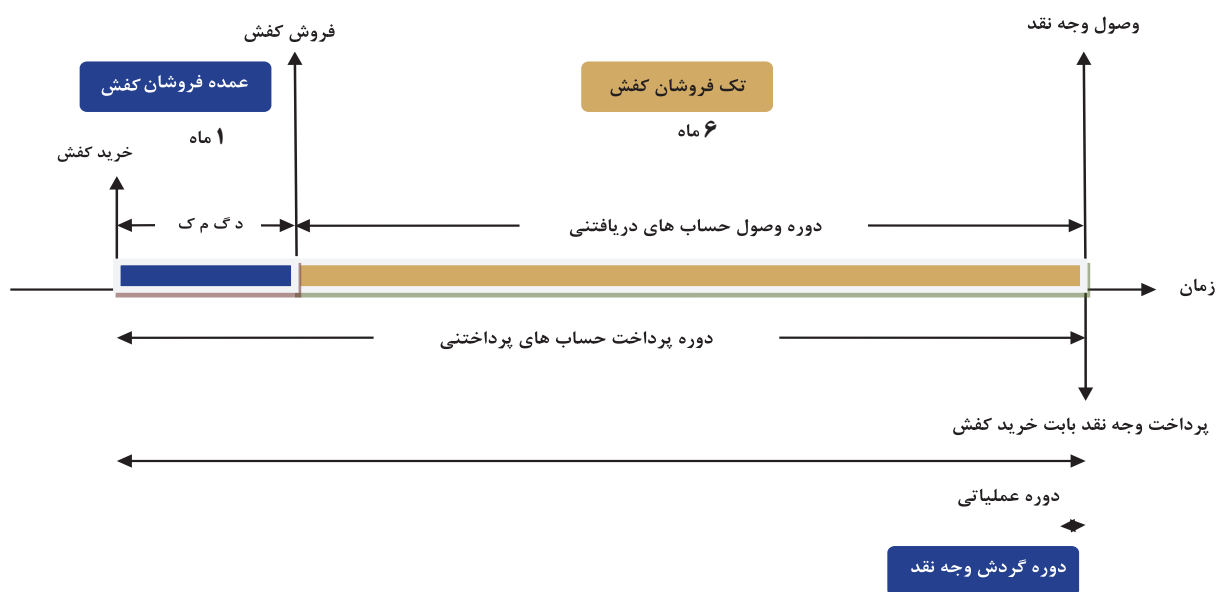 وصول وجه نقد
فروش کفش
تک فروشان کفش
عمده فروشان کفش
۶ ماه
۱ ماه
خرید کفش
دوره وصول حساب های دریافتنی
د گ م ک
زمان
دوره پرداخت حساب های پرداختنی
پرداخت وجه نقد بابت خرید کفش
دوره عملیاتی
دوره گردش وجه نقد